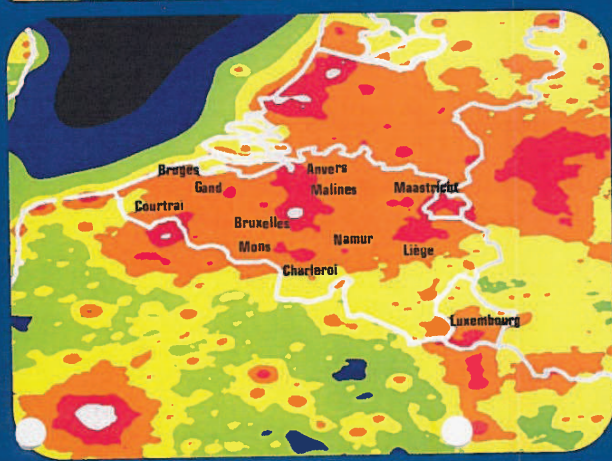 Bruges
Anvers
Gand
Malines
Maastricht
Courtrai
Bruxelles
Mons
Namur
Liège
Charleroi
Luxembourg